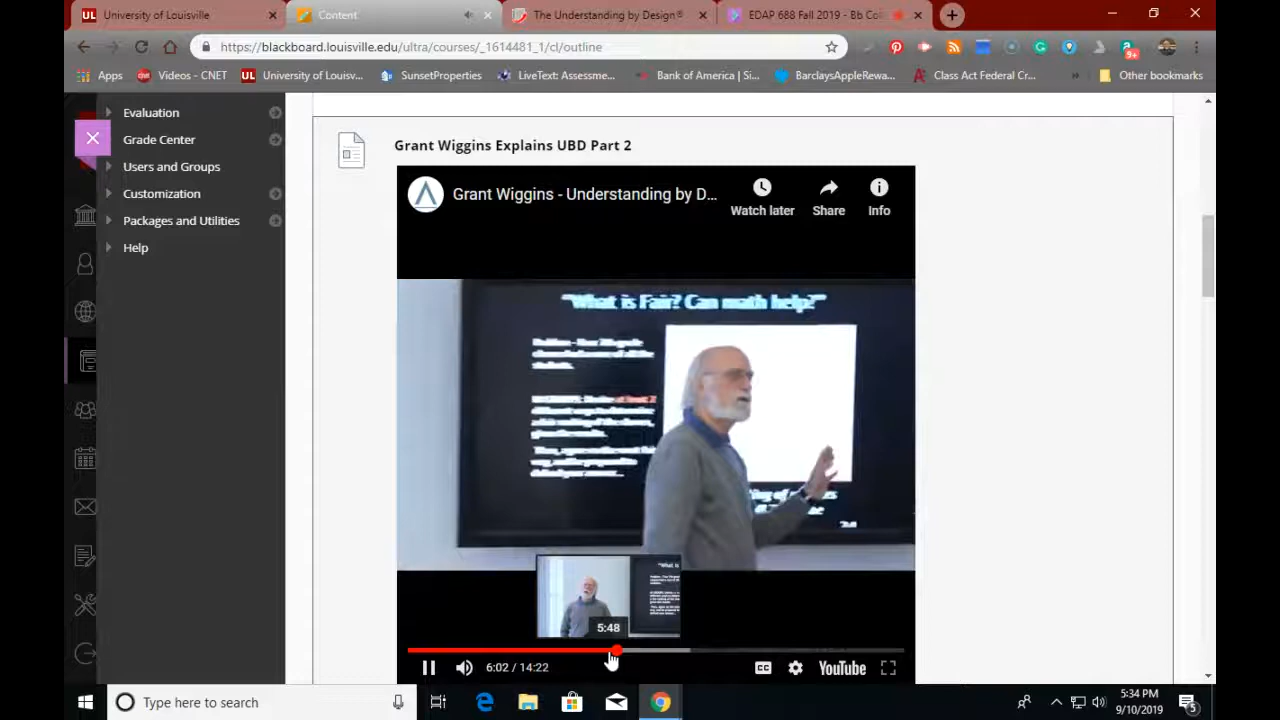 University of Louisville
Content
The Understanding by Design®
EDAP 688 Fall 2019 - Bb Col
https://blackboard.louisville.edu/ultra/courses/_1614481_1/cl/outline
9+
Apps
Videos - CNET
UL
University of Louisv...
SunsetProperties
LiveText: Assessme...
Bank of America | Si...
BarclaysAppleRewa...
Class Act Federal Cr...
»
Other bookmarks
Evaluation
Grade Center
Users and Groups
Customization
Packages and Utilities
Help
Grant Wiggins Explains UBD Part 2
Grant Wiggins - Understanding by D...
Watch later
Share
Info
"What is Fair? Can math help?"
5:48
6:02 / 14:22
CC
YouTube
Type here to search
5:34 PM
9/10/2019
5